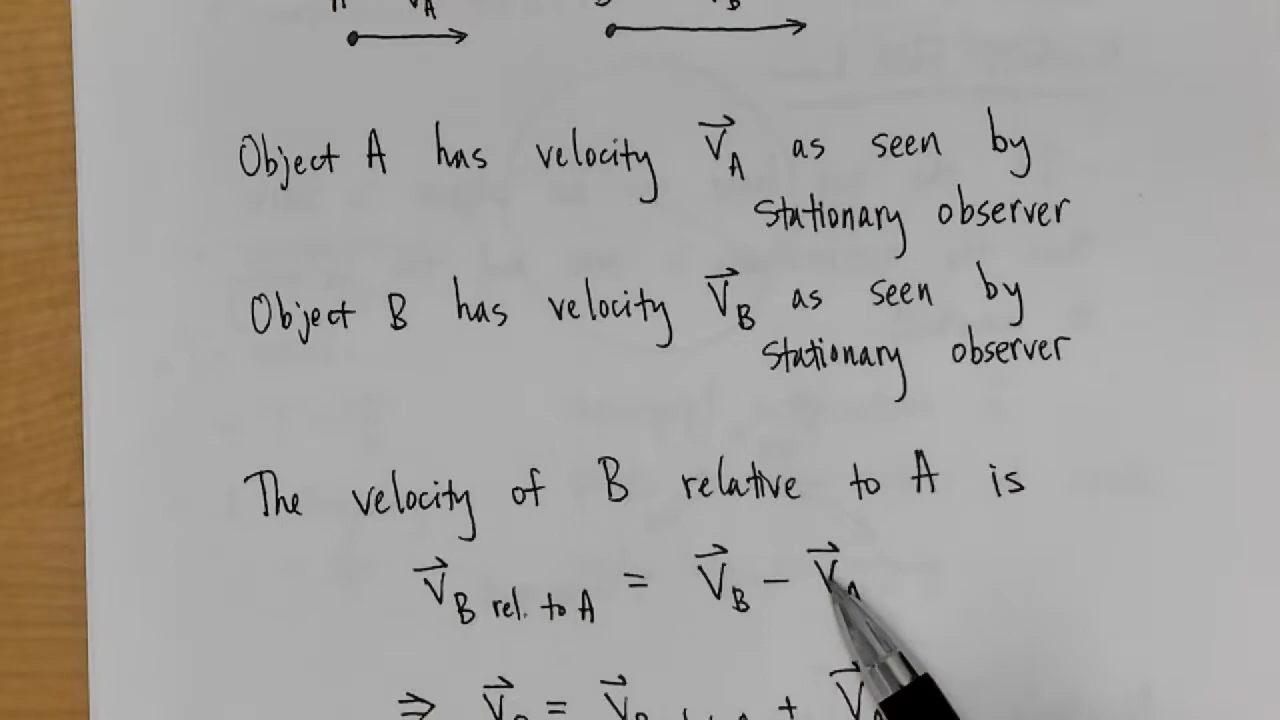 V⃗A
Object A has velocity V⃗A as seen by
stationary observer
Object B has velocity V⃗B as seen by
stationary observer
The velocity of B relative to A is
V⃗B rel. to A = V⃗B − V⃗A
⇒ V⃗ = V⃗ + V⃗